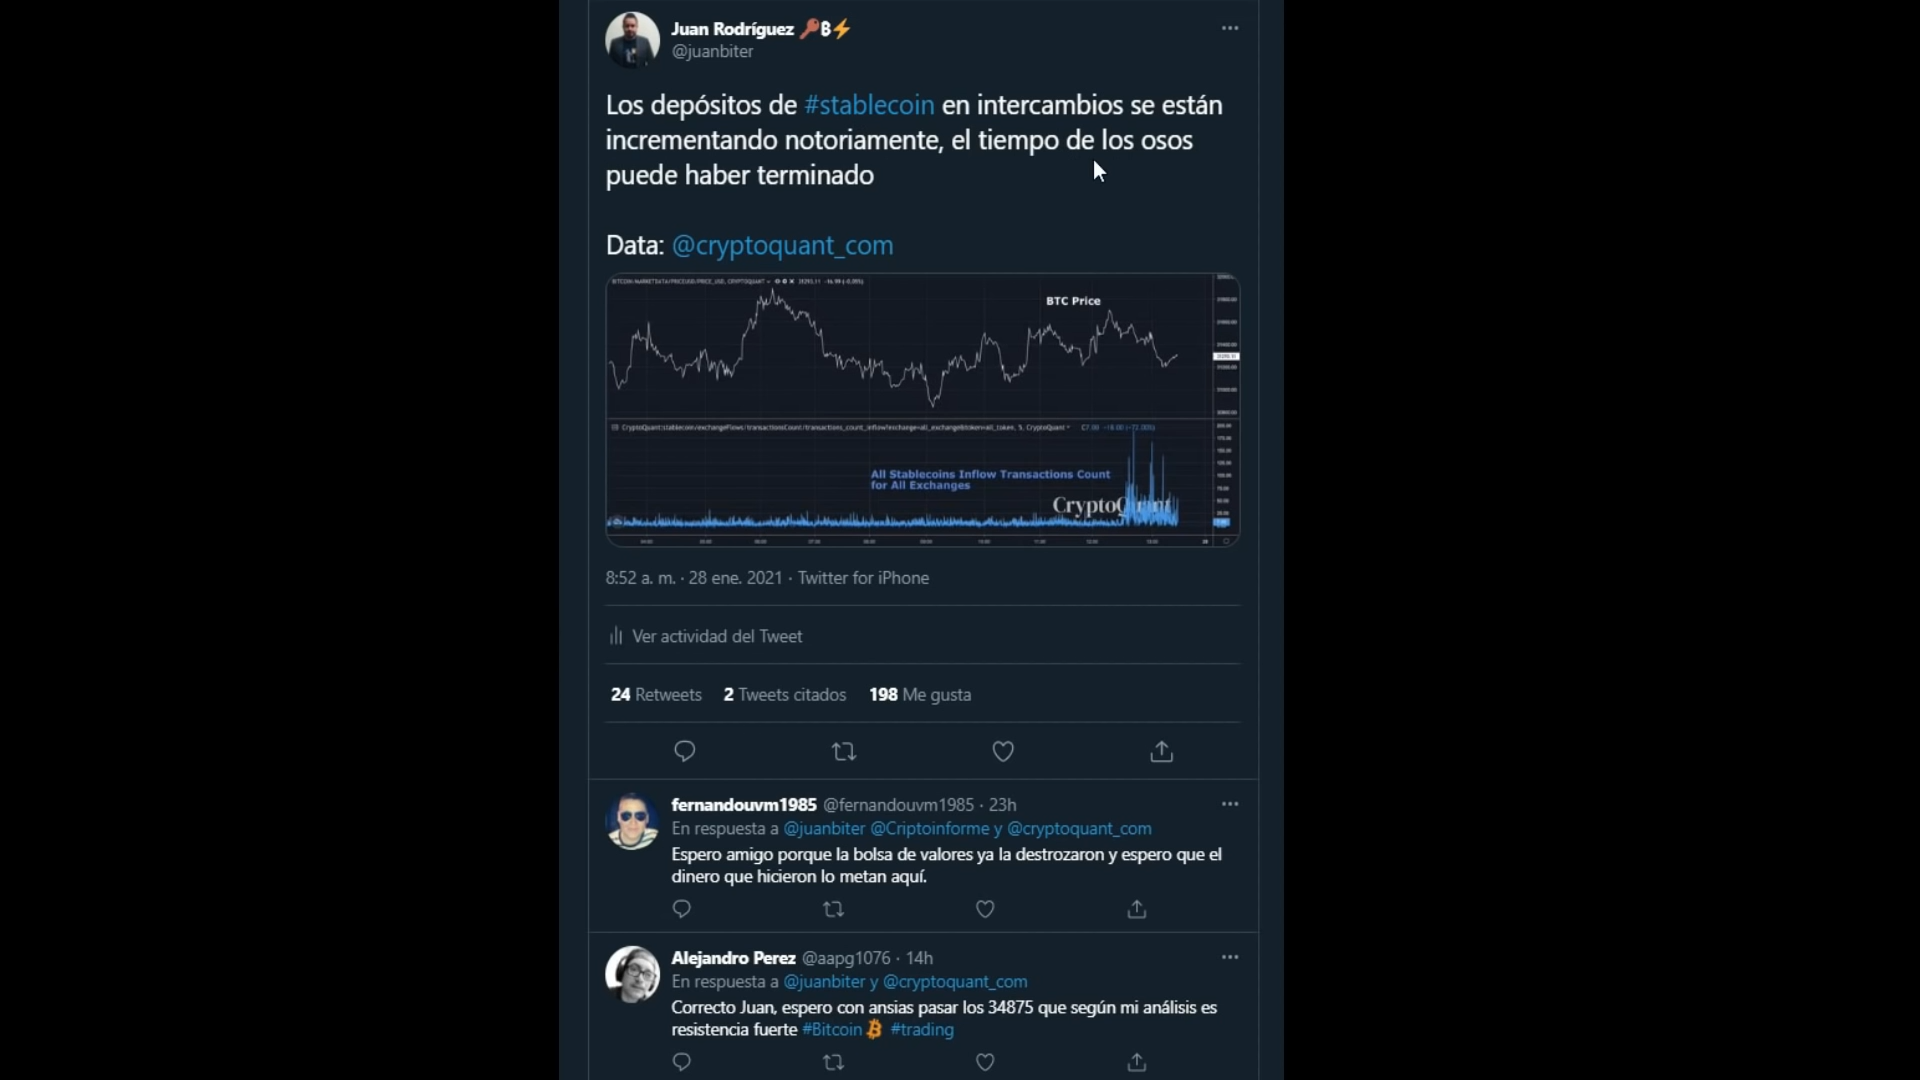 Juan Rodríguez 🔑B⚡
@juanbiter
Los depósitos de #stablecoin en intercambios se están
incrementando notoriamente, el tiempo de los osos
puede haber terminado
Data: @cryptoquant_com
BTC Price
All Stablecoins Inflow Transactions Count
for All Exchanges
CryptoQuant
8:52 a. m. · 28 ene. 2021 · Twitter for iPhone
Ver actividad del Tweet
24 Retweets 2 Tweets citados 198 Me gusta
fernandouvm1985 @fernandouvm1985 · 23h
En respuesta a @juanbiter @Criptoinforme y @cryptoquant_com
Espero amigo porque la bolsa de valores ya la destrozaron y espero que el
dinero que hicieron lo metan aquí.
Alejandro Perez @aapg1076 · 14h
En respuesta a @juanbiter y @cryptoquant_com
Correcto Juan, espero con ansias pasar los 34875 que según mi análisis es
resistencia fuerte #Bitcoin #trading